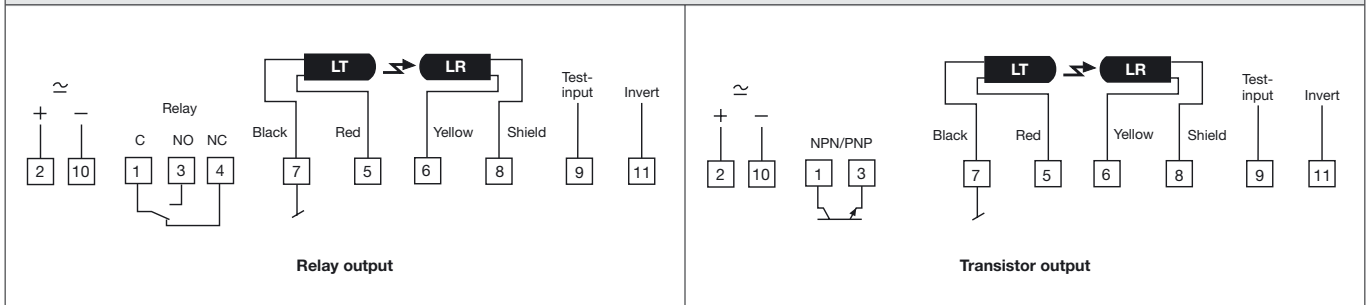 LT LR
≃
+ −
Relay
C NO NC
Black Red Yellow Shield
Test-
input
Invert
2 10 1 3 4 7 5 6 8 9 11
Relay output
LT LR
≃
+ −
NPN/PNP
Black Red Yellow Shield
Test-
input
Invert
2 10 1 3 7 5 6 8 9 11
Transistor output